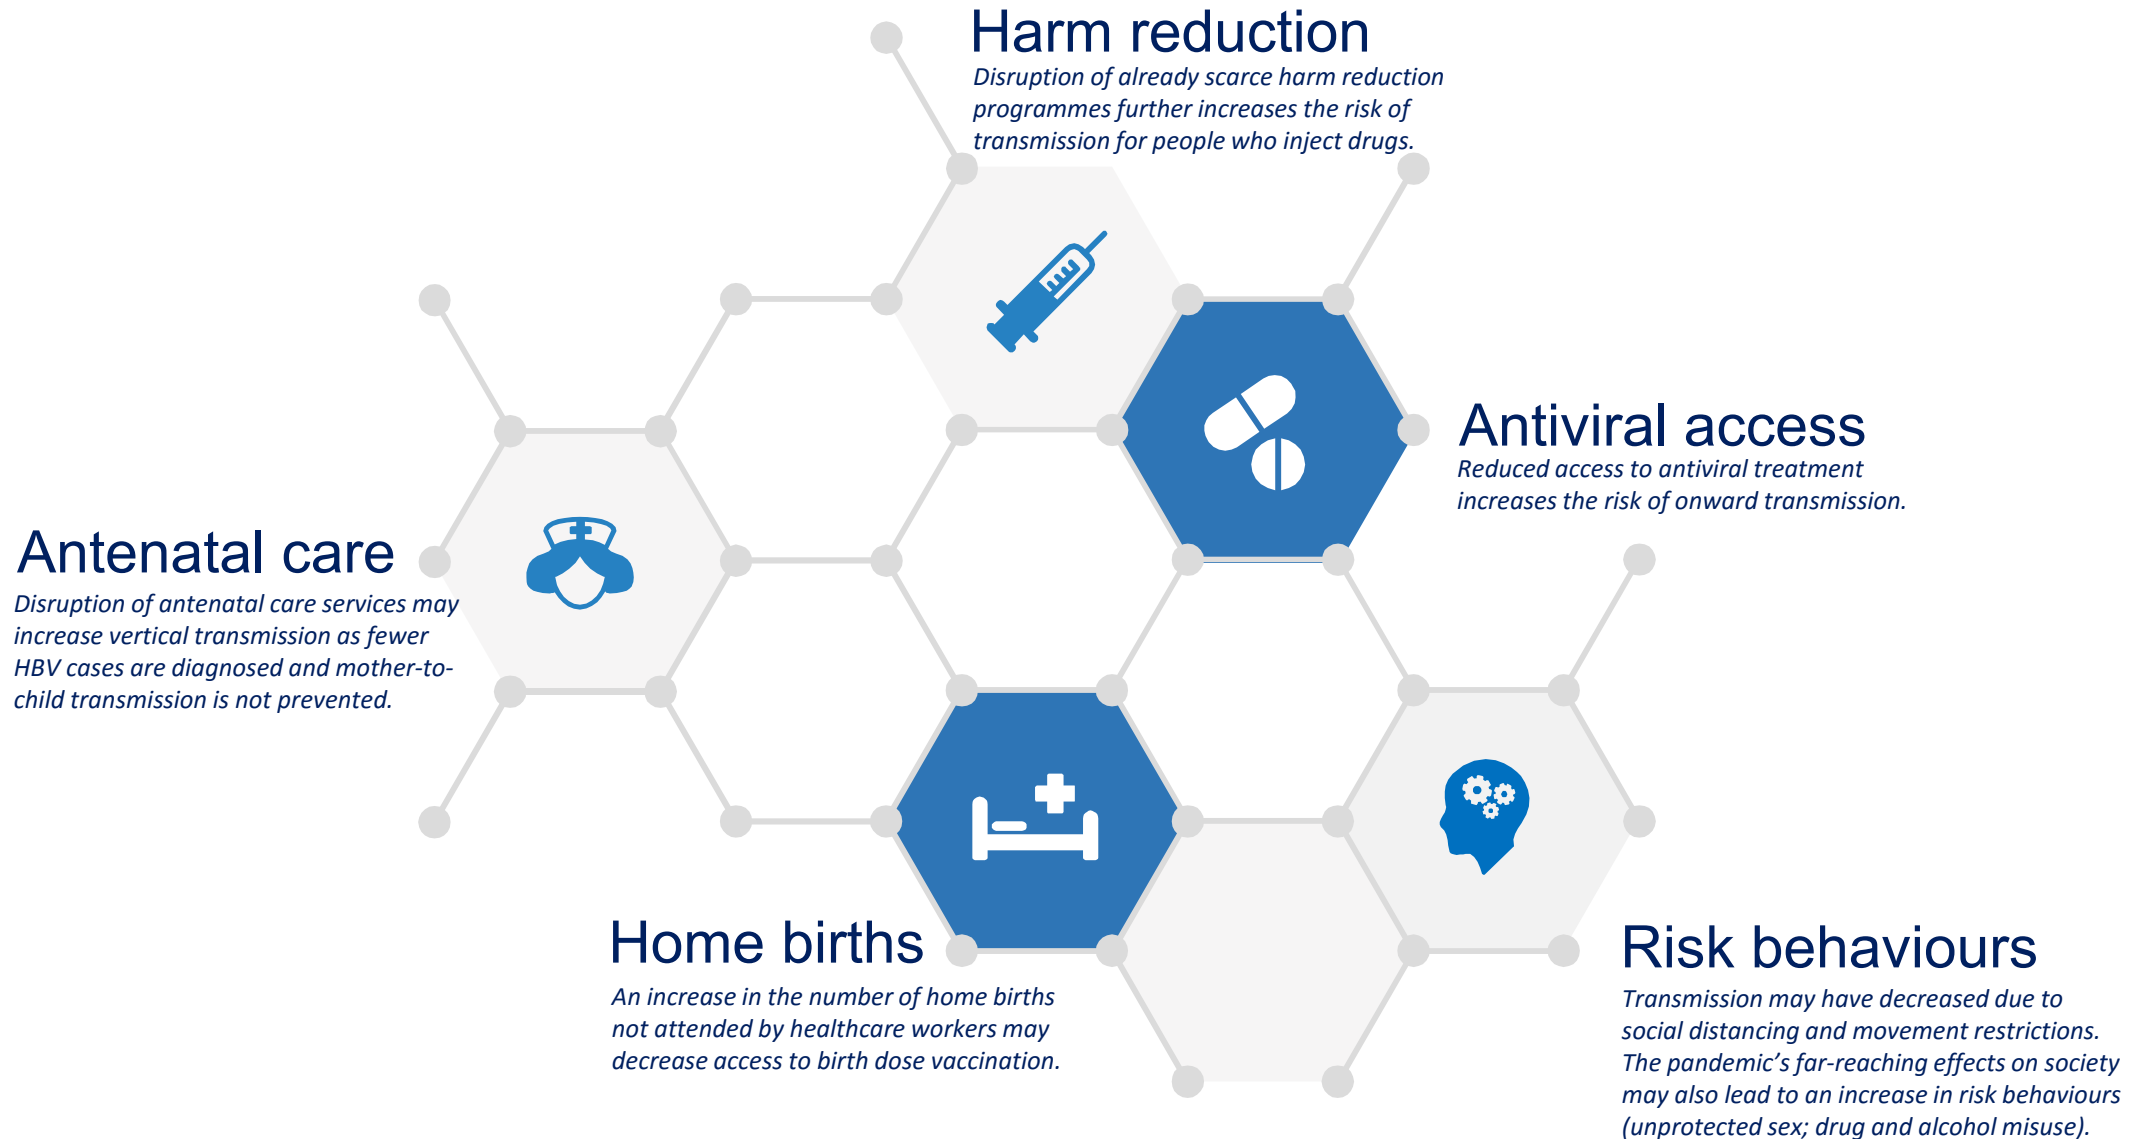 Harm reduction
Disruption of already scarce harm reduction
programmes further increases the risk of
transmission for people who inject drugs.
Antiviral access
Reduced access to antiviral treatment
increases the risk of onward transmission.
Antenatal care
Disruption of antenatal care services may
increase vertical transmission as fewer
HBV cases are diagnosed and mother-to-
child transmission is not prevented.
Home births
An increase in the number of home births
not attended by healthcare workers may
decrease access to birth dose vaccination.
Risk behaviours
Transmission may have decreased due to
social distancing and movement restrictions.
The pandemic's far-reaching effects on society
may also lead to an increase in risk behaviours
(unprotected sex; drug and alcohol misuse).